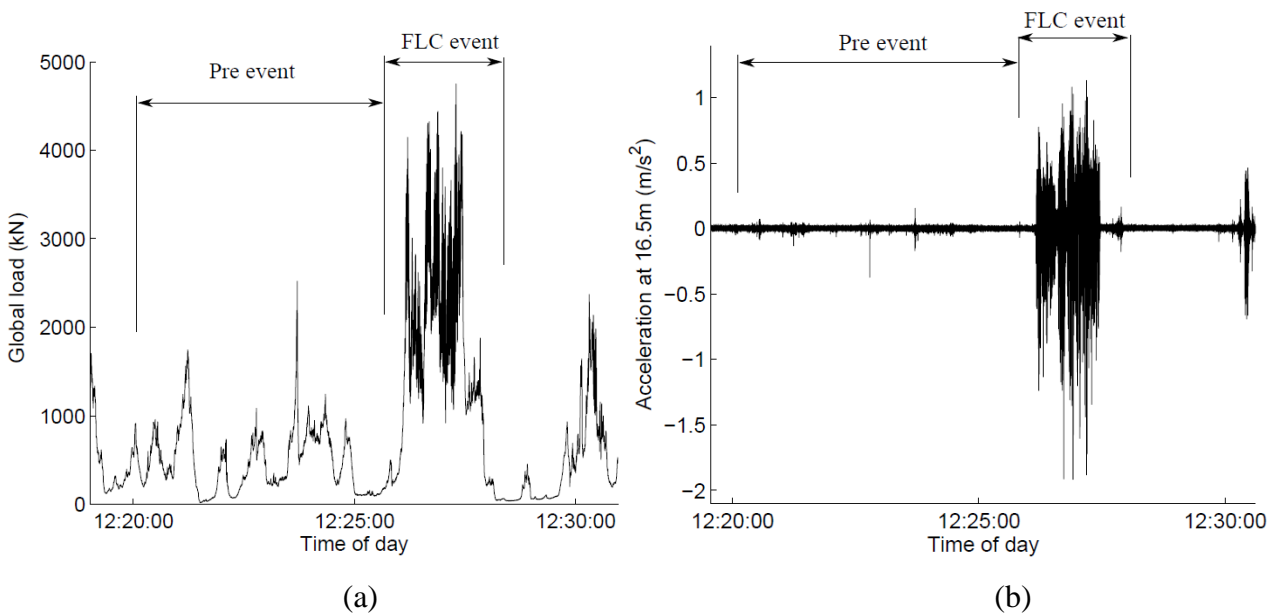 FLC event
Pre event
Global load (kN)
5000
4000
3000
2000
1000
0
12:20:00
12:25:00
12:30:00
Time of day
(a)
FLC event
Pre event
Acceleration at 16.5m (m/s²)
1
0.5
0
−0.5
−1
−1.5
−2
12:20:00
12:25:00
12:30:00
Time of day
(b)